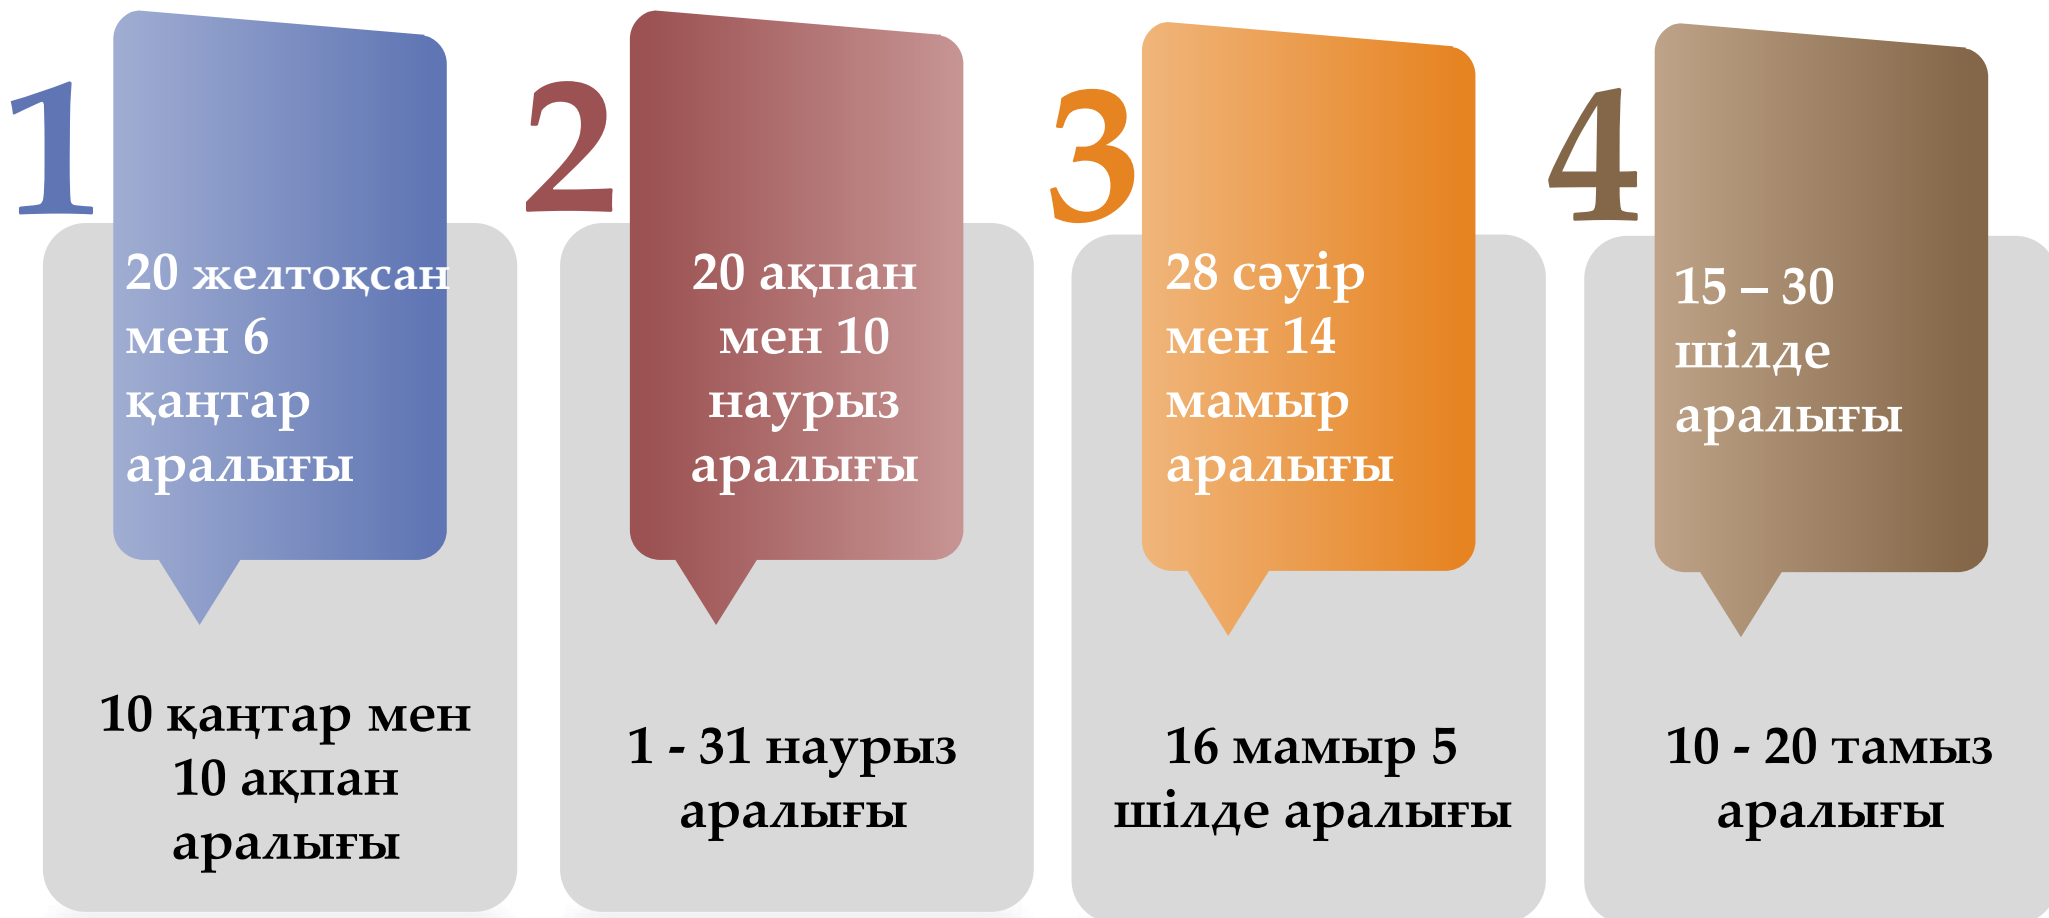 1
20 желтоқсан
мен 6
қаңтар
аралығы
10 қаңтар мен
10 ақпан
аралығы
2
20 ақпан
мен 10
наурыз
аралығы
1 - 31 наурыз
аралығы
3
28 сәуір
мен 14
мамыр
аралығы
16 мамыр 5
шілде аралығы
4
15 – 30
шілде
аралығы
10 - 20 тамыз
аралығы